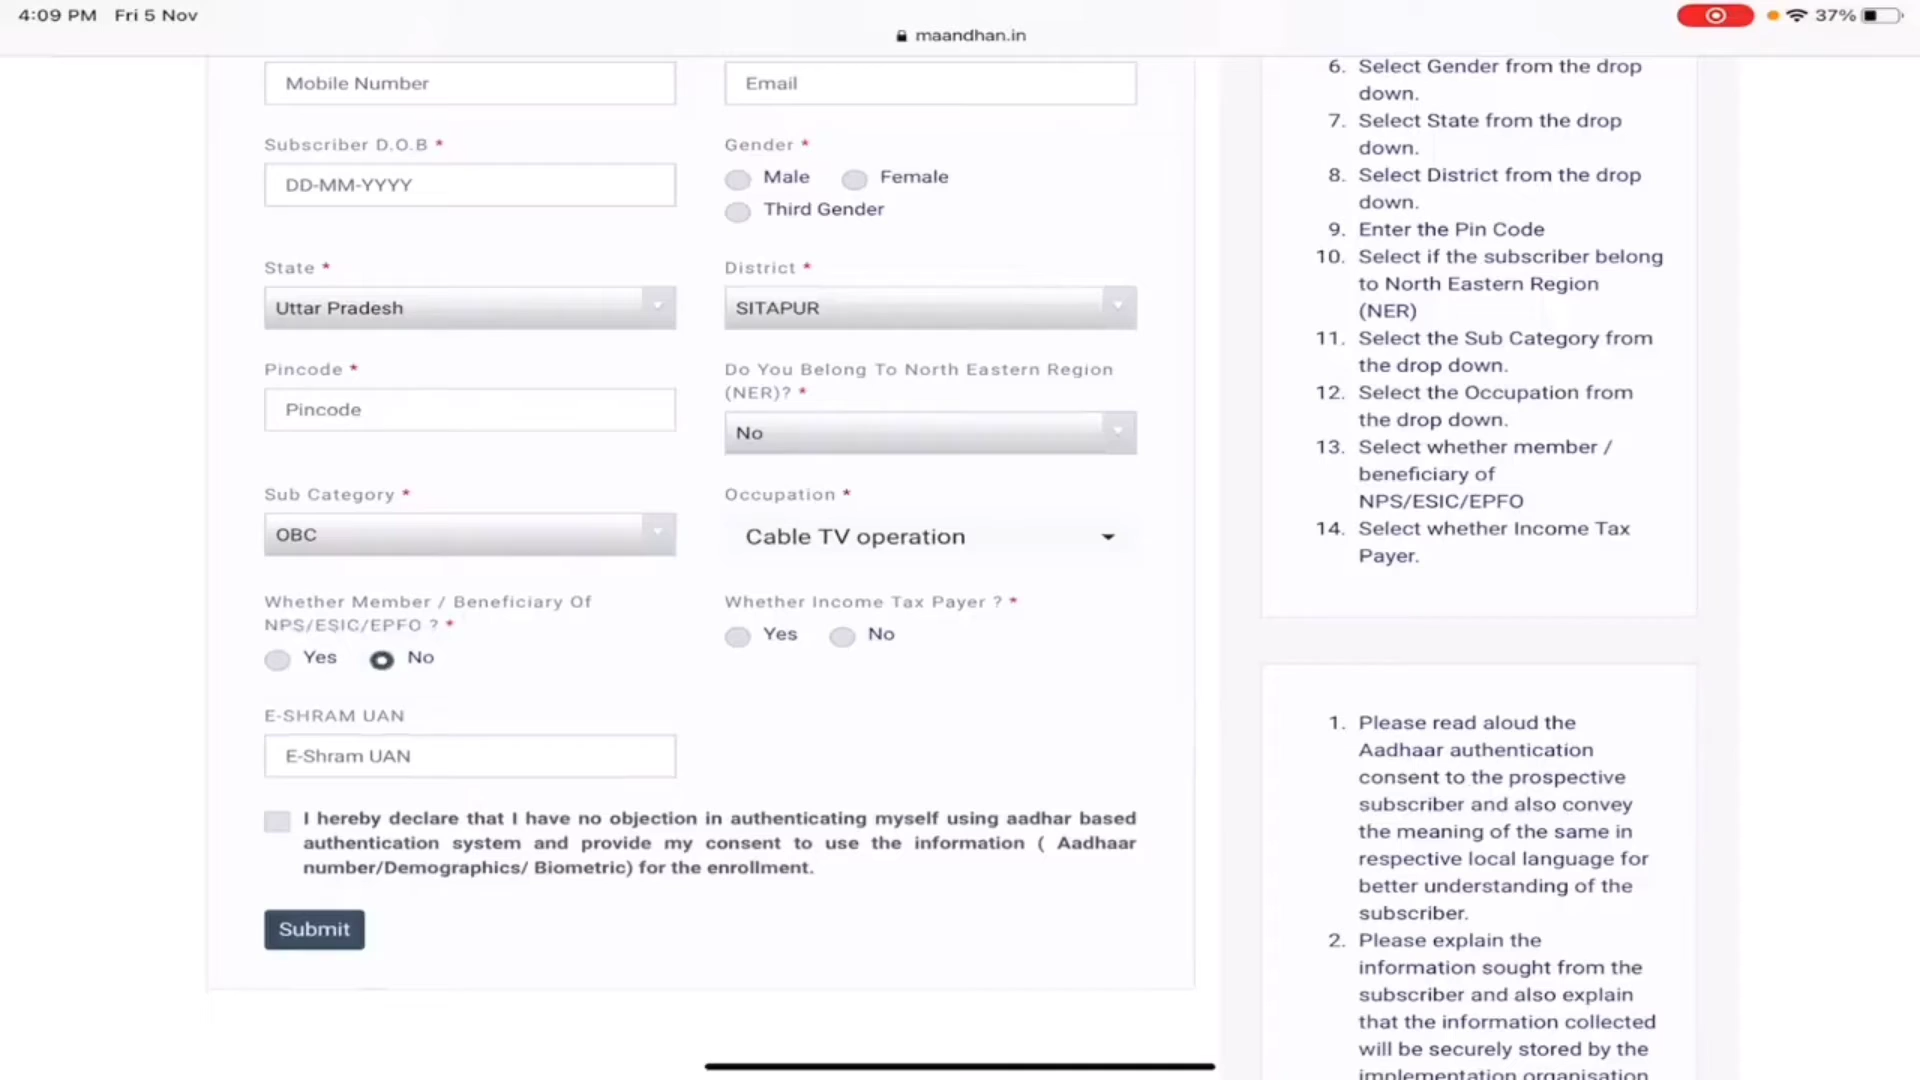 4:09 PM Fri 5 Nov
37%
maandhan.in
Mobile Number
Email
Subscriber D.O.B *
DD-MM-YYYY
Gender *
Male
Female
Third Gender
State *
Uttar Pradesh
District *
SITAPUR
Pincode *
Pincode
Do You Belong To North Eastern Region
(NER)? *
No
Sub Category *
OBC
Occupation *
Cable TV operation
Whether Member / Beneficiary Of
NPS/ESIC/EPFO ? *
Yes
No
Whether Income Tax Payer ? *
Yes
No
E-SHRAM UAN
E-Shram UAN
I hereby declare that I have no objection in authenticating myself using aadhar based
authentication system and provide my consent to use the information ( Aadhaar
number/Demographics/ Biometric) for the enrollment.
Submit
6. Select Gender from the drop
down.
7. Select State from the drop
down.
8. Select District from the drop
down.
9. Enter the Pin Code
10. Select if the subscriber belong
to North Eastern Region
(NER)
11. Select the Sub Category from
the drop down.
12. Select the Occupation from
the drop down.
13. Select whether member /
beneficiary of
NPS/ESIC/EPFO
14. Select whether Income Tax
Payer.
1. Please read aloud the
Aadhaar authentication
consent to the prospective
subscriber and also convey
the meaning of the same in
respective local language for
better understanding of the
subscriber.
2. Please explain the
information sought from the
subscriber and also explain
that the information collected
will be securely stored by the
implementation organisation